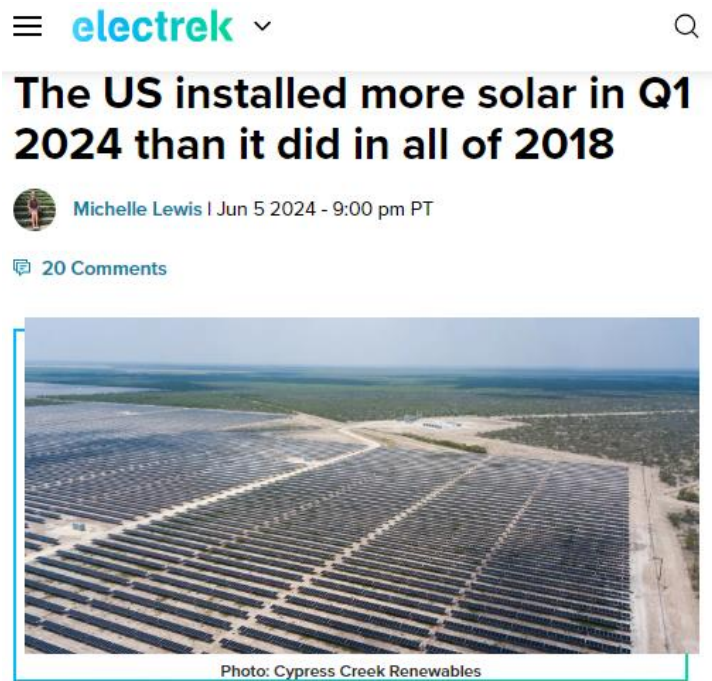 electrek
The US installed more solar in Q1
2024 than it did in all of 2018
Michelle Lewis | Jun 5 2024 - 9:00 pm PT
20 Comments
Photo: Cypress Creek Renewables